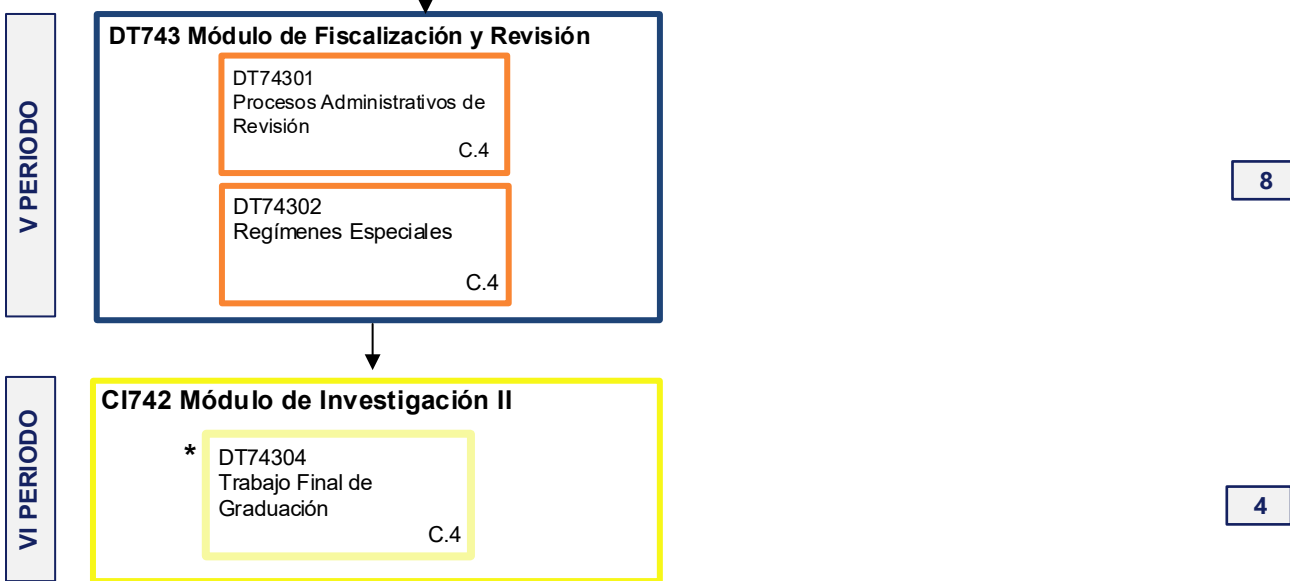 V PERIODO
DT743 Módulo de Fiscalización y Revisión
DT74301
Procesos Administrativos de
Revisión
C.4
DT74302
Regímenes Especiales
C.4
8
VI PERIODO
CI742 Módulo de Investigación II
*
DT74304
Trabajo Final de
Graduación
C.4
4